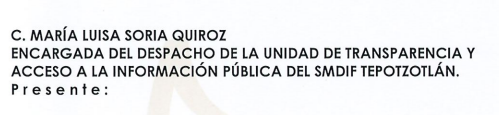 C. MARÍA LUISA SORIA QUIROZ
ENCARGADA DEL DESPACHO DE LA UNIDAD DE TRANSPARENCIA Y
ACCESO A LA INFORMACIÓN PÚBLICA DEL SMDIF TEPOTZOTLÁN.
P r e s e n t e :